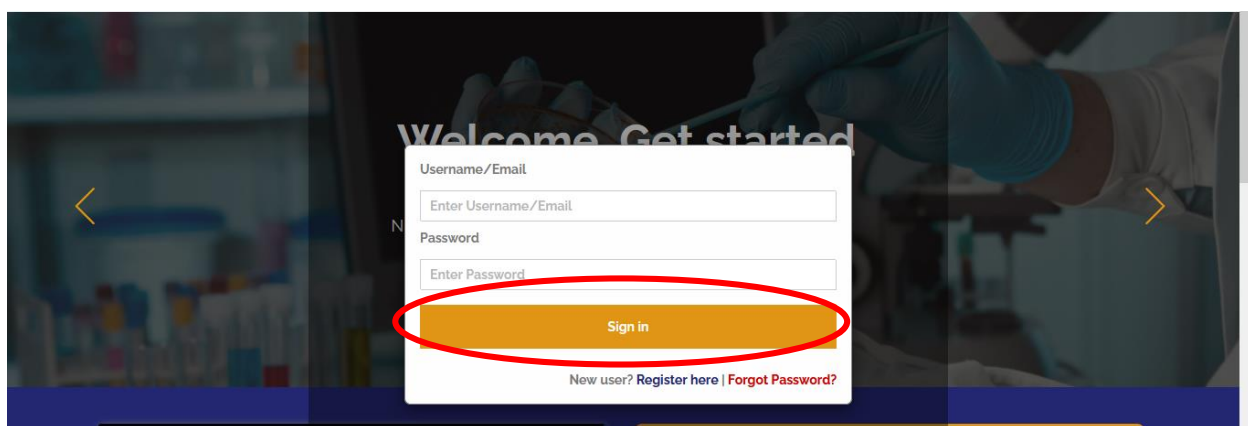 Welcome, Get started
Username/Email
Enter Username/Email
N
Password
Enter Password
Sign in
New user? Register here | Forgot Password?